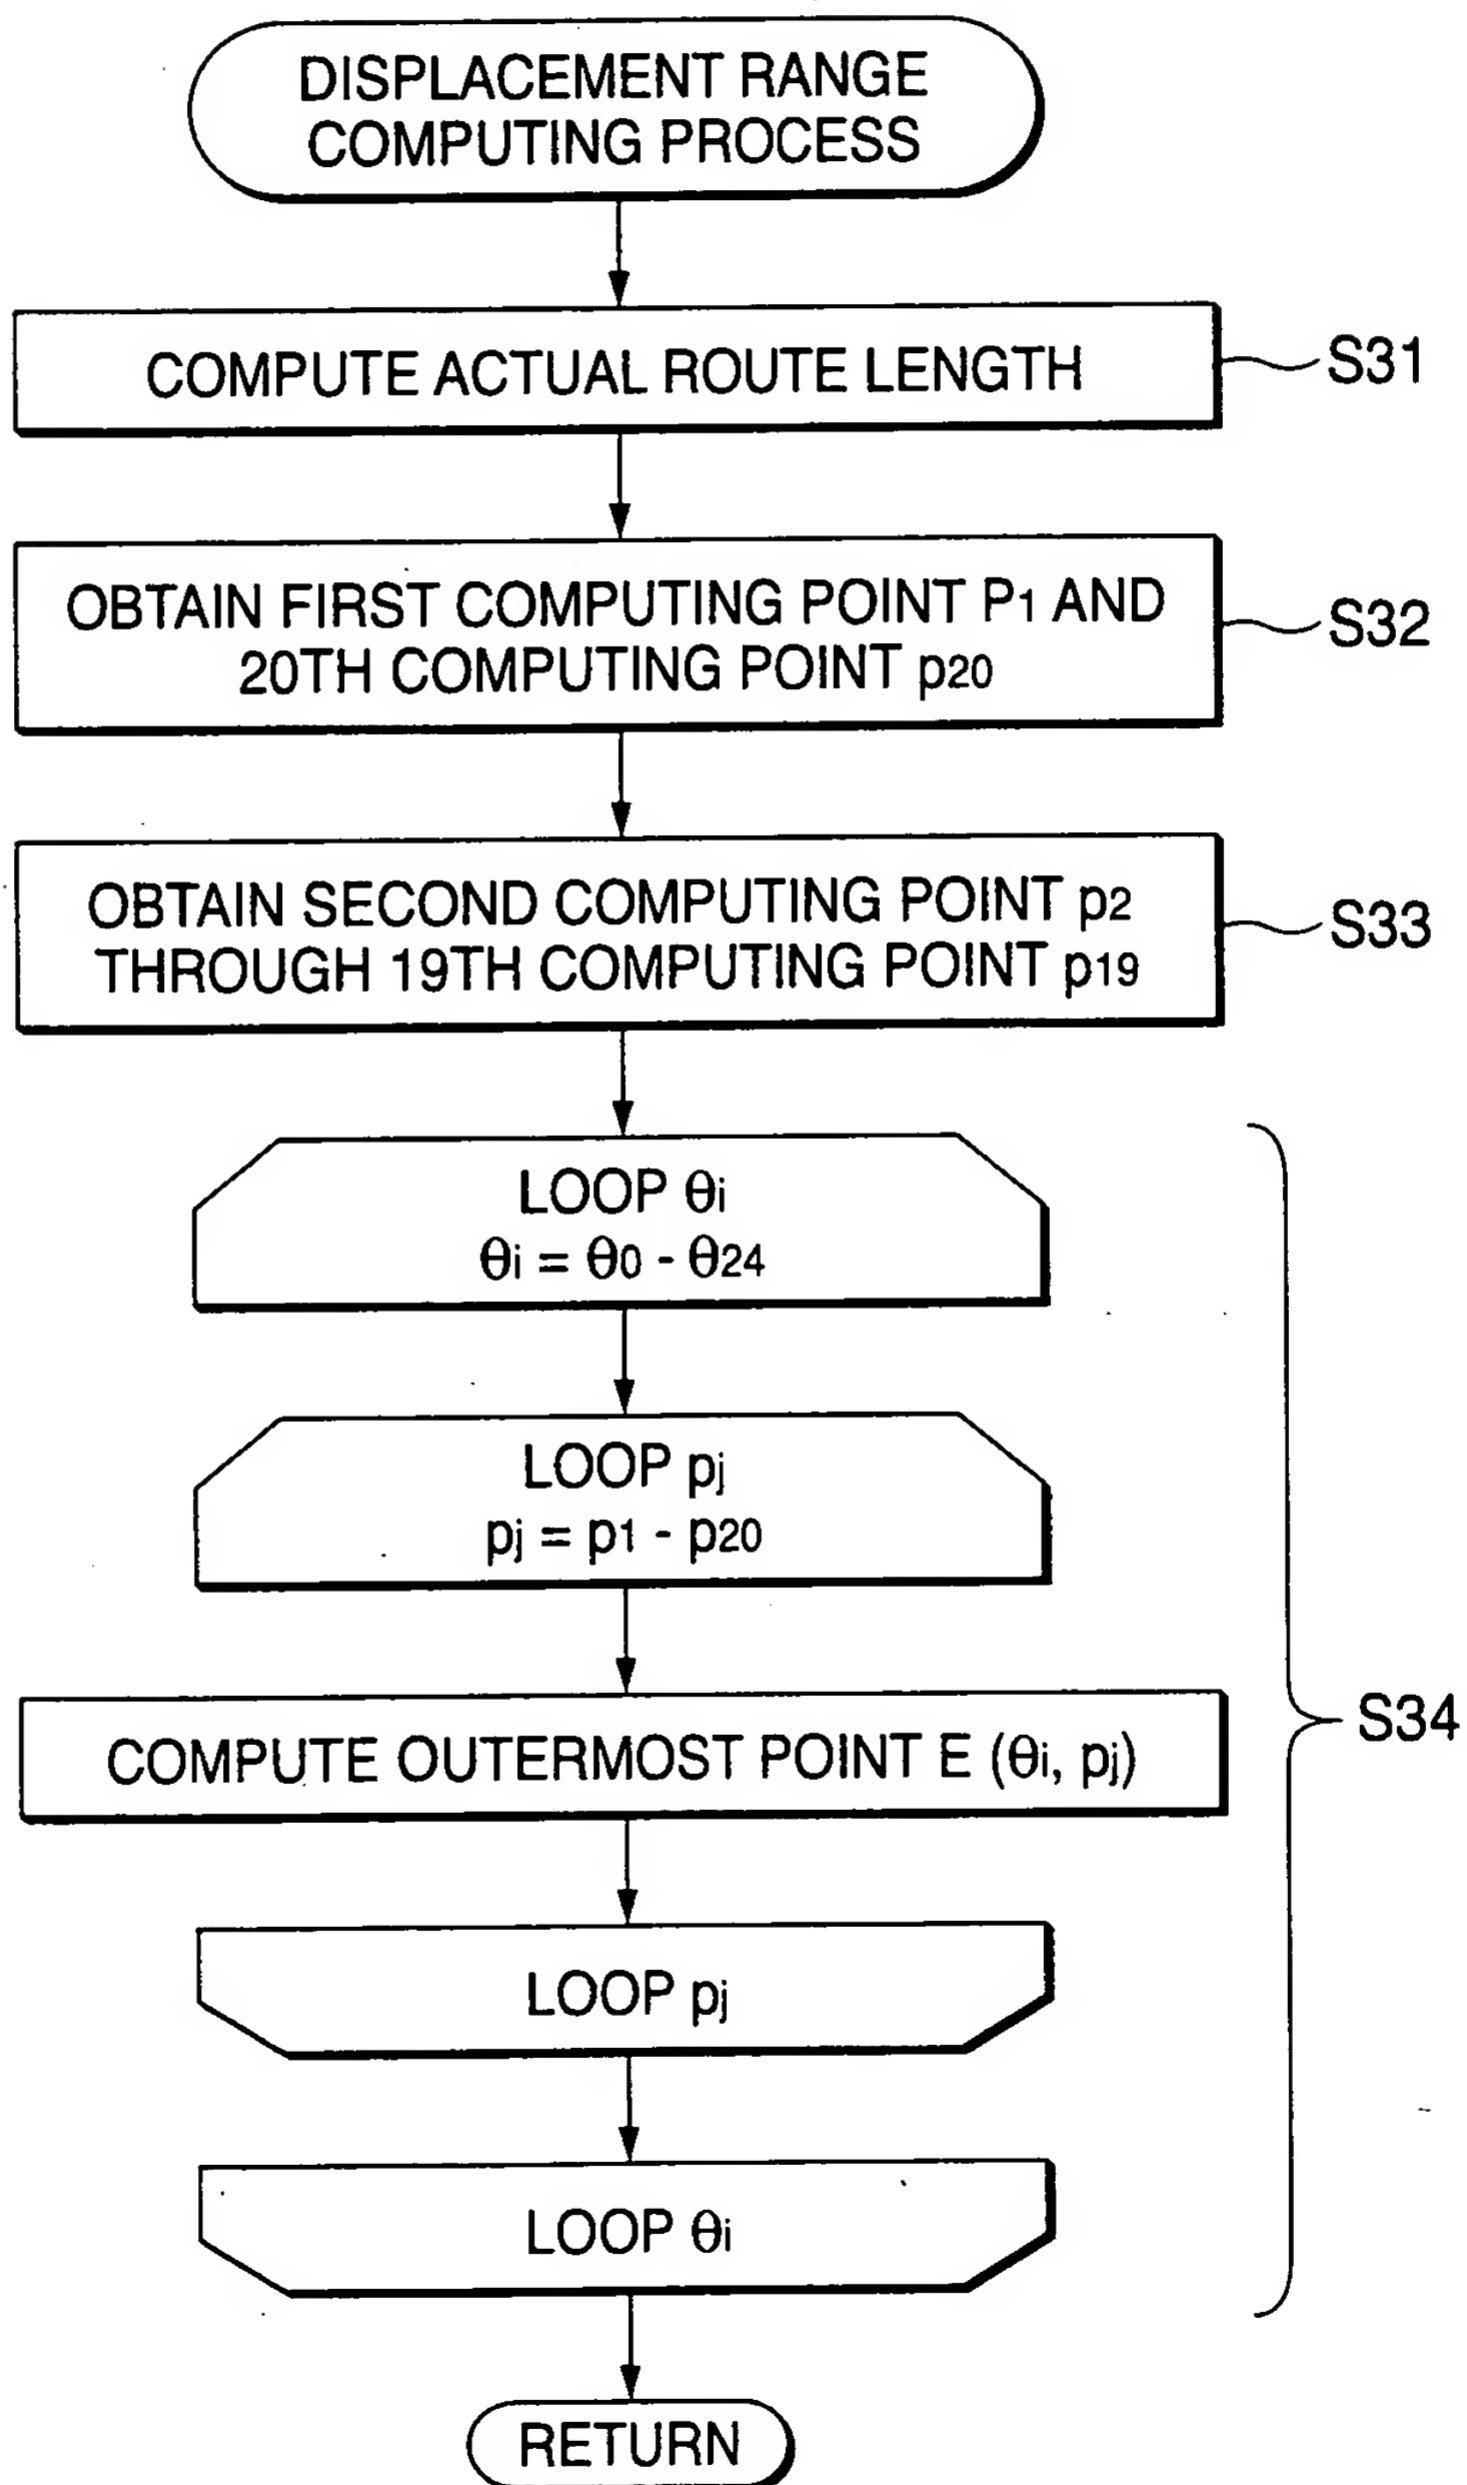 DISPLACEMENT RANGE
COMPUTING PROCESS
COMPUTE ACTUAL ROUTE LENGTH
S31
OBTAIN FIRST COMPUTING POINT P1 AND
20TH COMPUTING POINT p20
S32
OBTAIN SECOND COMPUTING POINT p2
THROUGH 19TH COMPUTING POINT p19
S33
LOOP θi
θi = θ0 - θ24
LOOP pj
pj = p1 - p20
COMPUTE OUTERMOST POINT E (θi, pj)
S34
LOOP pj
LOOP θi
RETURN